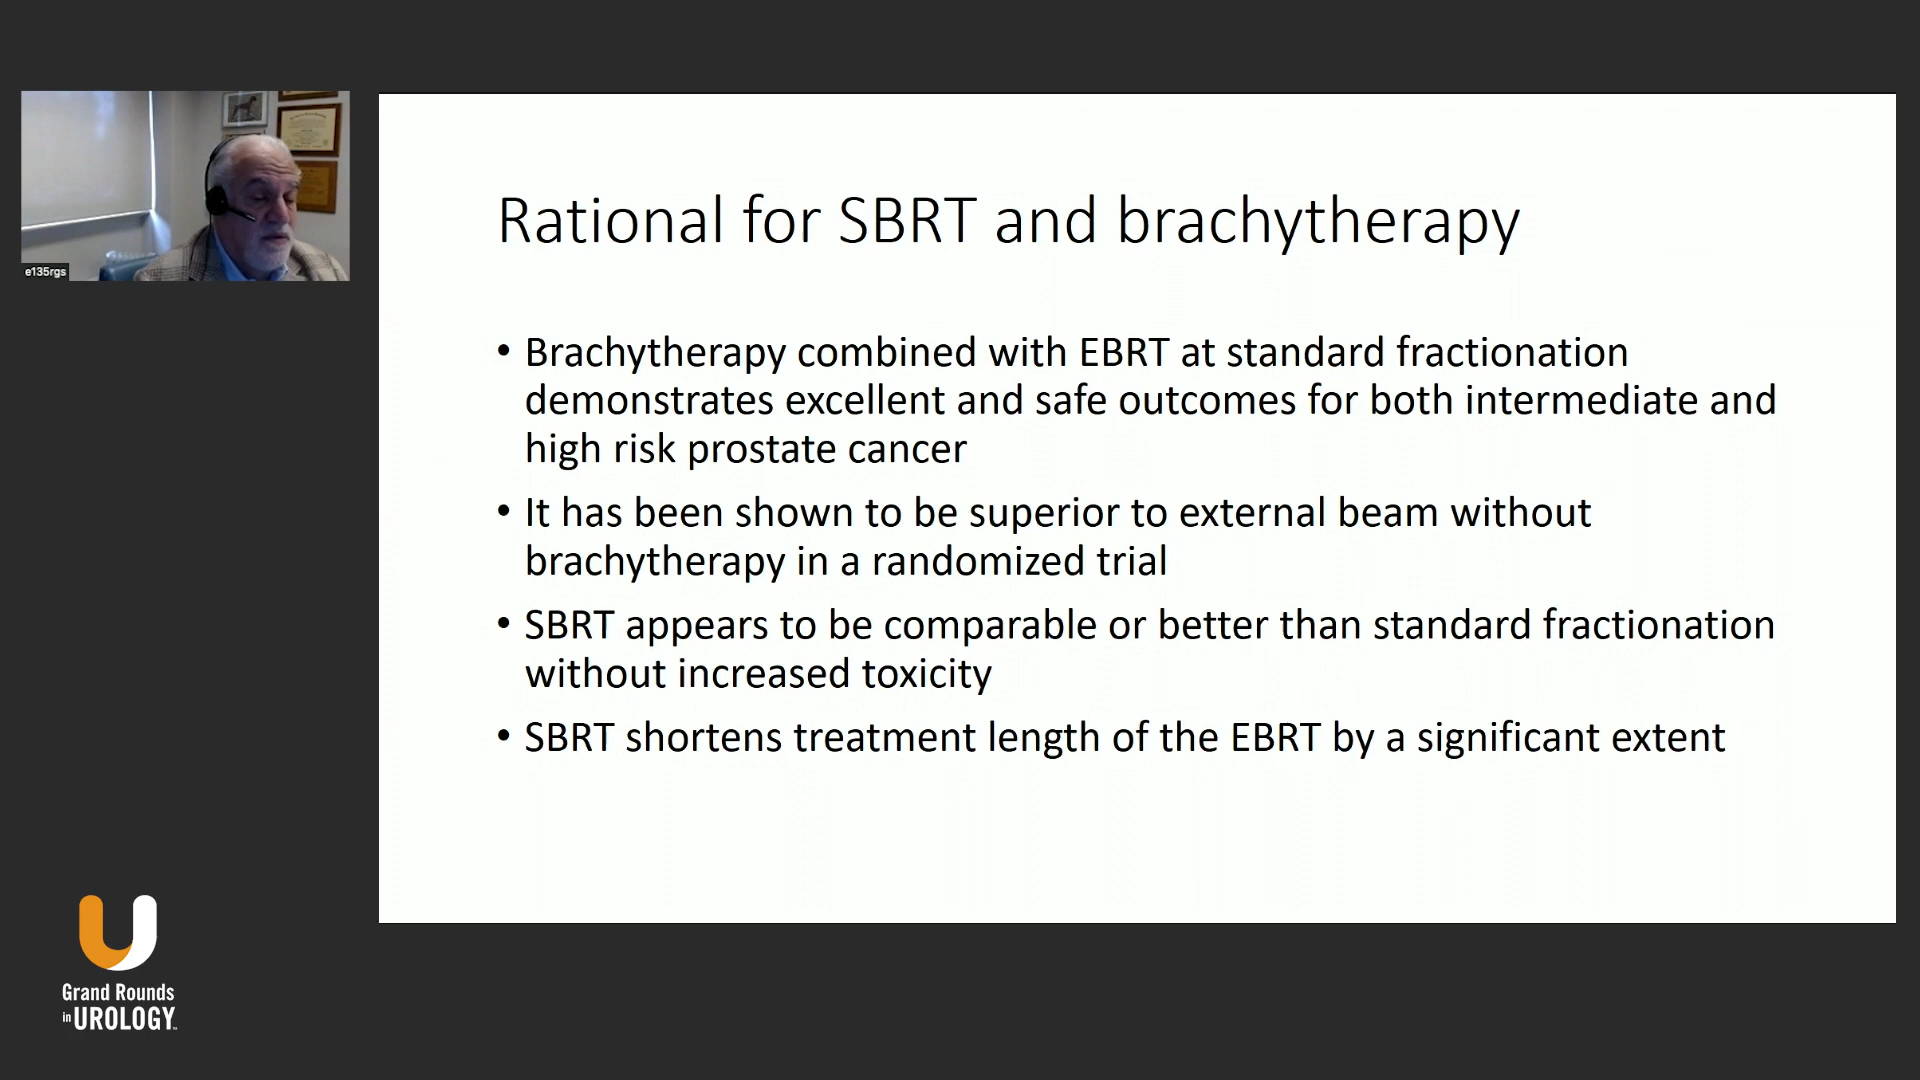 e135rgs
Rational for SBRT and brachytherapy
• Brachytherapy combined with EBRT at standard fractionation
demonstrates excellent and safe outcomes for both intermediate and
high risk prostate cancer
• It has been shown to be superior to external beam without
brachytherapy in a randomized trial
• SBRT appears to be comparable or better than standard fractionation
without increased toxicity
• SBRT shortens treatment length of the EBRT by a significant extent
Grand Rounds
in UROLOGY